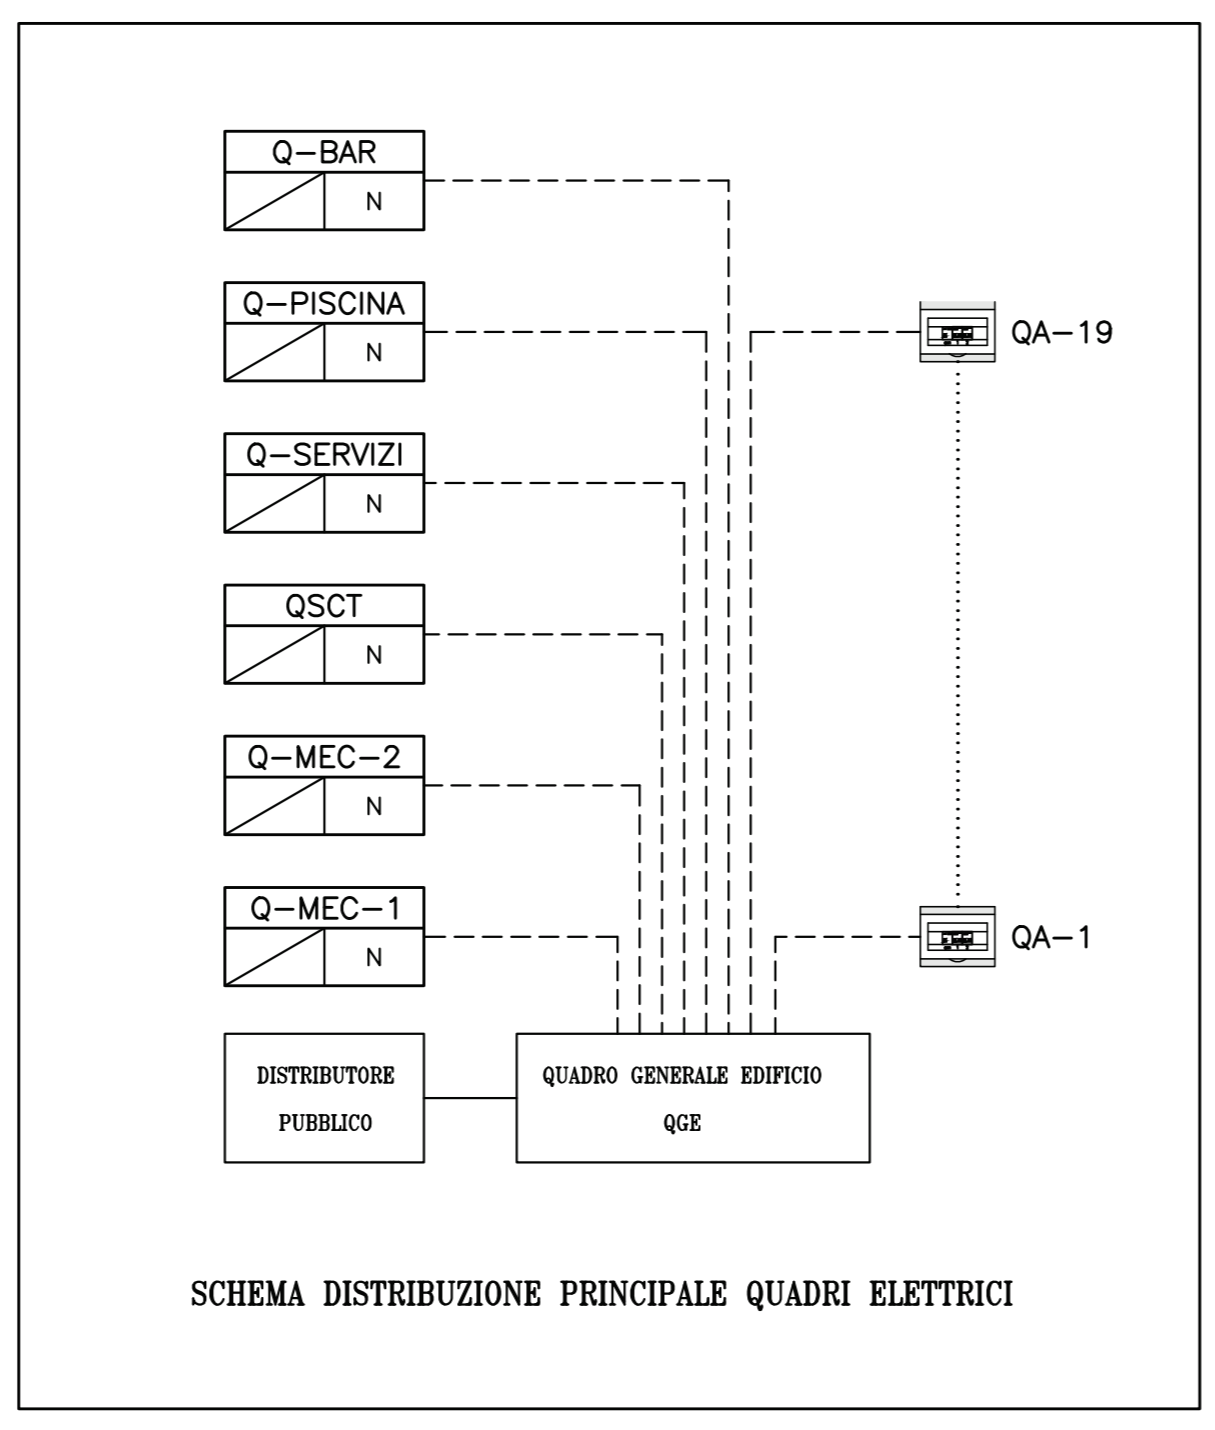 Q-BAR
N
Q-PISCINA
N
QA-19
Q-SERVIZI
N
QSCT
N
Q-MEC-2
N
Q-MEC-1
N
QA-1
DISTRIBUTORE
PUBBLICO
QUADRO GENERALE EDIFICIO
QGE
SCHEMA DISTRIBUZIONE PRINCIPALE QUADRI ELETTRICI